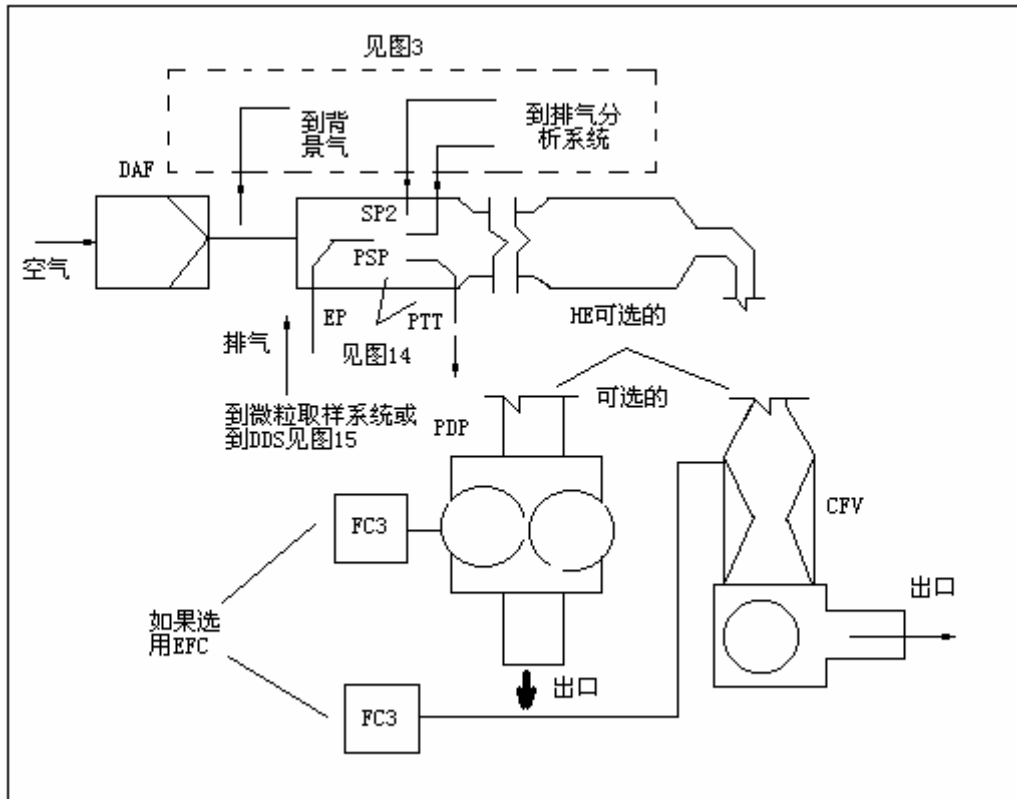 见图3
到背
景气
到排气分
析系统
DAF
SP2
空气
PSP
EP
PTT
HE可选的
排气
见图14
可选的
到微粒取样系统或
到DDS见图15
PDP
FC3
CFV
出口
如果选
用EFC
出口
FC3